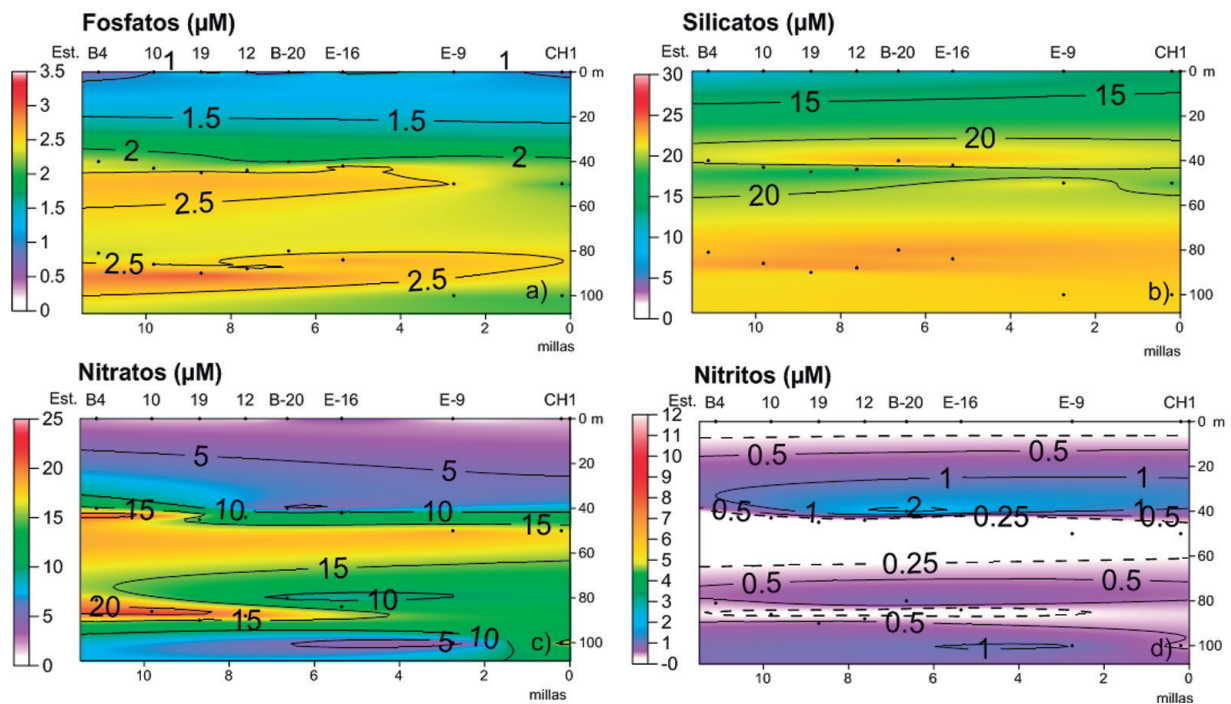 Fosfatos (µM)
Est. B4 10 1 19 12 B-20 E-16 E-9 1 CH1
3.5
3
2.5
2
1.5
1
0.5
0
1.5 1.5
2 2
2.5
2.5
2.5
a)
0 m
20
40
60
80
100
10 8 6 4 2 0
millas
Silicatos (µM)
Est. B4 10 19 12 B-20 E-16 E-9 CH1
30
25
20
15
10
5
0
15 15
20
20
b)
0 m
20
40
60
80
100
10 8 6 4 2 0
millas
Nitratos (µM)
Est. B4 10 19 12 B-20 E-16 E-9 CH1
25
20
15
10
5
0
5 5
15 10 10
15
15
10
20 15
10
5
c)
0 m
20
40
60
80
100
10 8 6 4 2 0
millas
Nitritos (µM)
Est. B4 10 19 12 B-20 E-16 E-9 CH1
12
11
10
9
8
7
6
5
4
3
2
1
-0
0.5 0.5
1 1
0.5 1 2 0.25 1 0.5
0.25
0.5 0.5
0.5
1
d)
0 m
20
40
60
80
100
10 8 6 4 2 0
millas